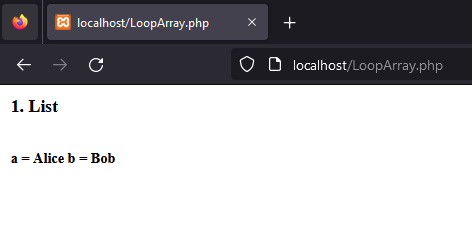 localhost/LoopArray.php
localhost/LoopArray.php
1. List
a = Alice b = Bob